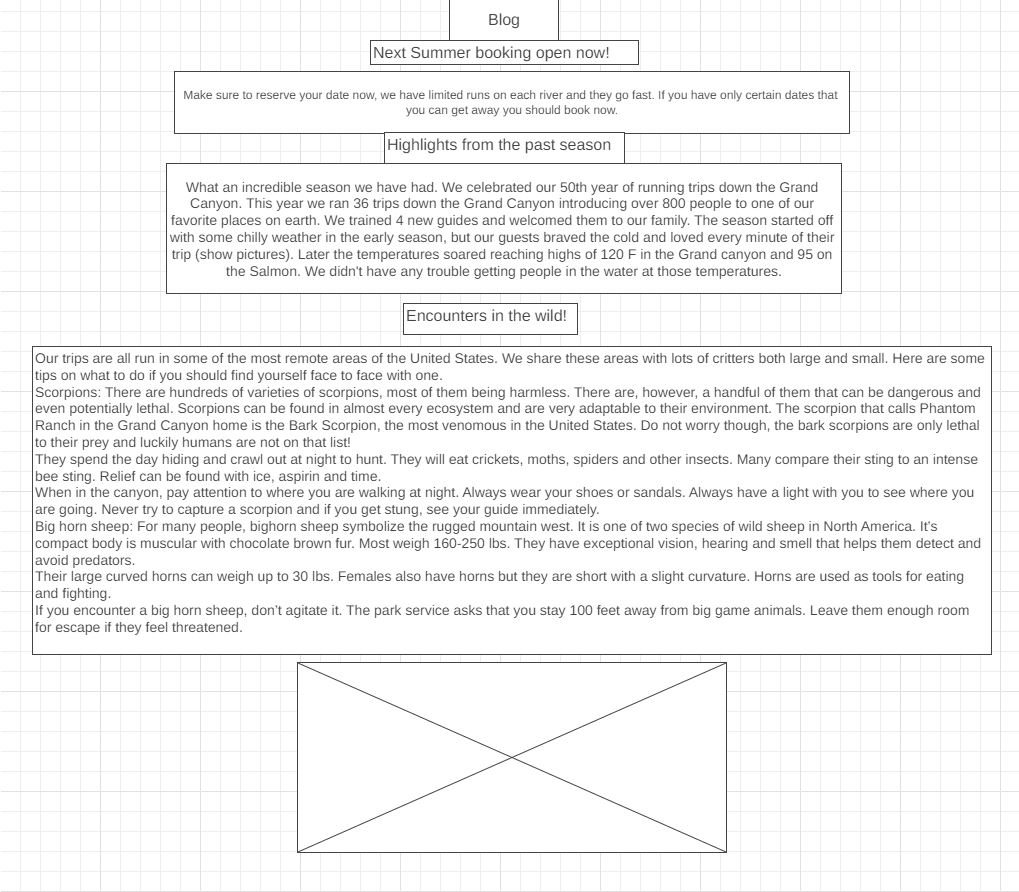 Blog
Next Summer booking open now!
Make sure to reserve your date now, we have limited runs on each river and they go fast. If you have only certain dates that
you can get away you should book now.
Highlights from the past season
What an incredible season we have had. We celebrated our 50th year of running trips down the Grand
Canyon. This year we ran 36 trips down the Grand Canyon introducing over 800 people to one of our
favorite places on earth. We trained 4 new guides and welcomed them to our family. The season started off
with some chilly weather in the early season, but our guests braved the cold and loved every minute of their
trip (show pictures). Later the temperatures soared reaching highs of 120 F in the Grand canyon and 95 on
the Salmon. We didn't have any trouble getting people in the water at those temperatures.
Encounters in the wild!
Our trips are all run in some of the most remote areas of the United States. We share these areas with lots of critters both large and small. Here are some
tips on what to do if you should find yourself face to face with one.
Scorpions: There are hundreds of varieties of scorpions, most of them being harmless. There are, however, a handful of them that can be dangerous and
even potentially lethal. Scorpions can be found in almost every ecosystem and are very adaptable to their environment. The scorpion that calls Phantom
Ranch in the Grand Canyon home is the Bark Scorpion, the most venomous in the United States. Do not worry though, the bark scorpions are only lethal
to their prey and luckily humans are not on that list!
They spend the day hiding and crawl out at night to hunt. They will eat crickets, moths, spiders and other insects. Many compare their sting to an intense
bee sting. Relief can be found with ice, aspirin and time.
When in the canyon, pay attention to where you are walking at night. Always wear your shoes or sandals. Always have a light with you to see where you
are going. Never try to capture a scorpion and if you get stung, see your guide immediately.
Big horn sheep: For many people, bighorn sheep symbolize the rugged mountain west. It is one of two species of wild sheep in North America. It's
compact body is muscular with chocolate brown fur. Most weigh 160-250 lbs. They have exceptional vision, hearing and smell that helps them detect and
avoid predators.
Their large curved horns can weigh up to 30 lbs. Females also have horns but they are short with a slight curvature. Horns are used as tools for eating
and fighting.
If you encounter a big horn sheep, don’t agitate it. The park service asks that you stay 100 feet away from big game animals. Leave them enough room
for escape if they feel threatened.